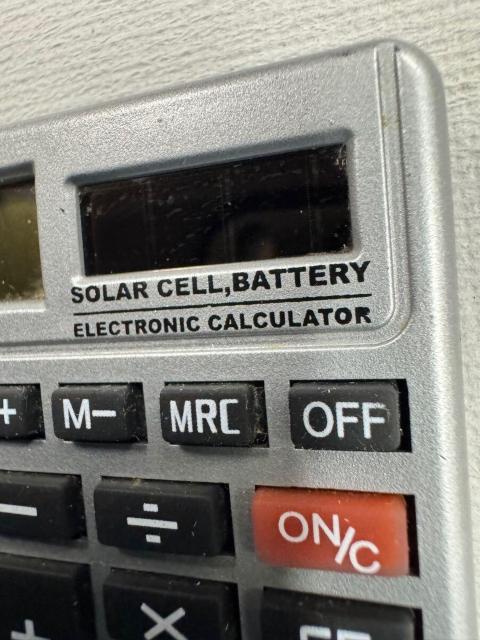 SOLAR CELL,BATTERY
ELECTRONIC CALCULATOR
+ M− MRC OFF
− ÷ ON/C
+ ×